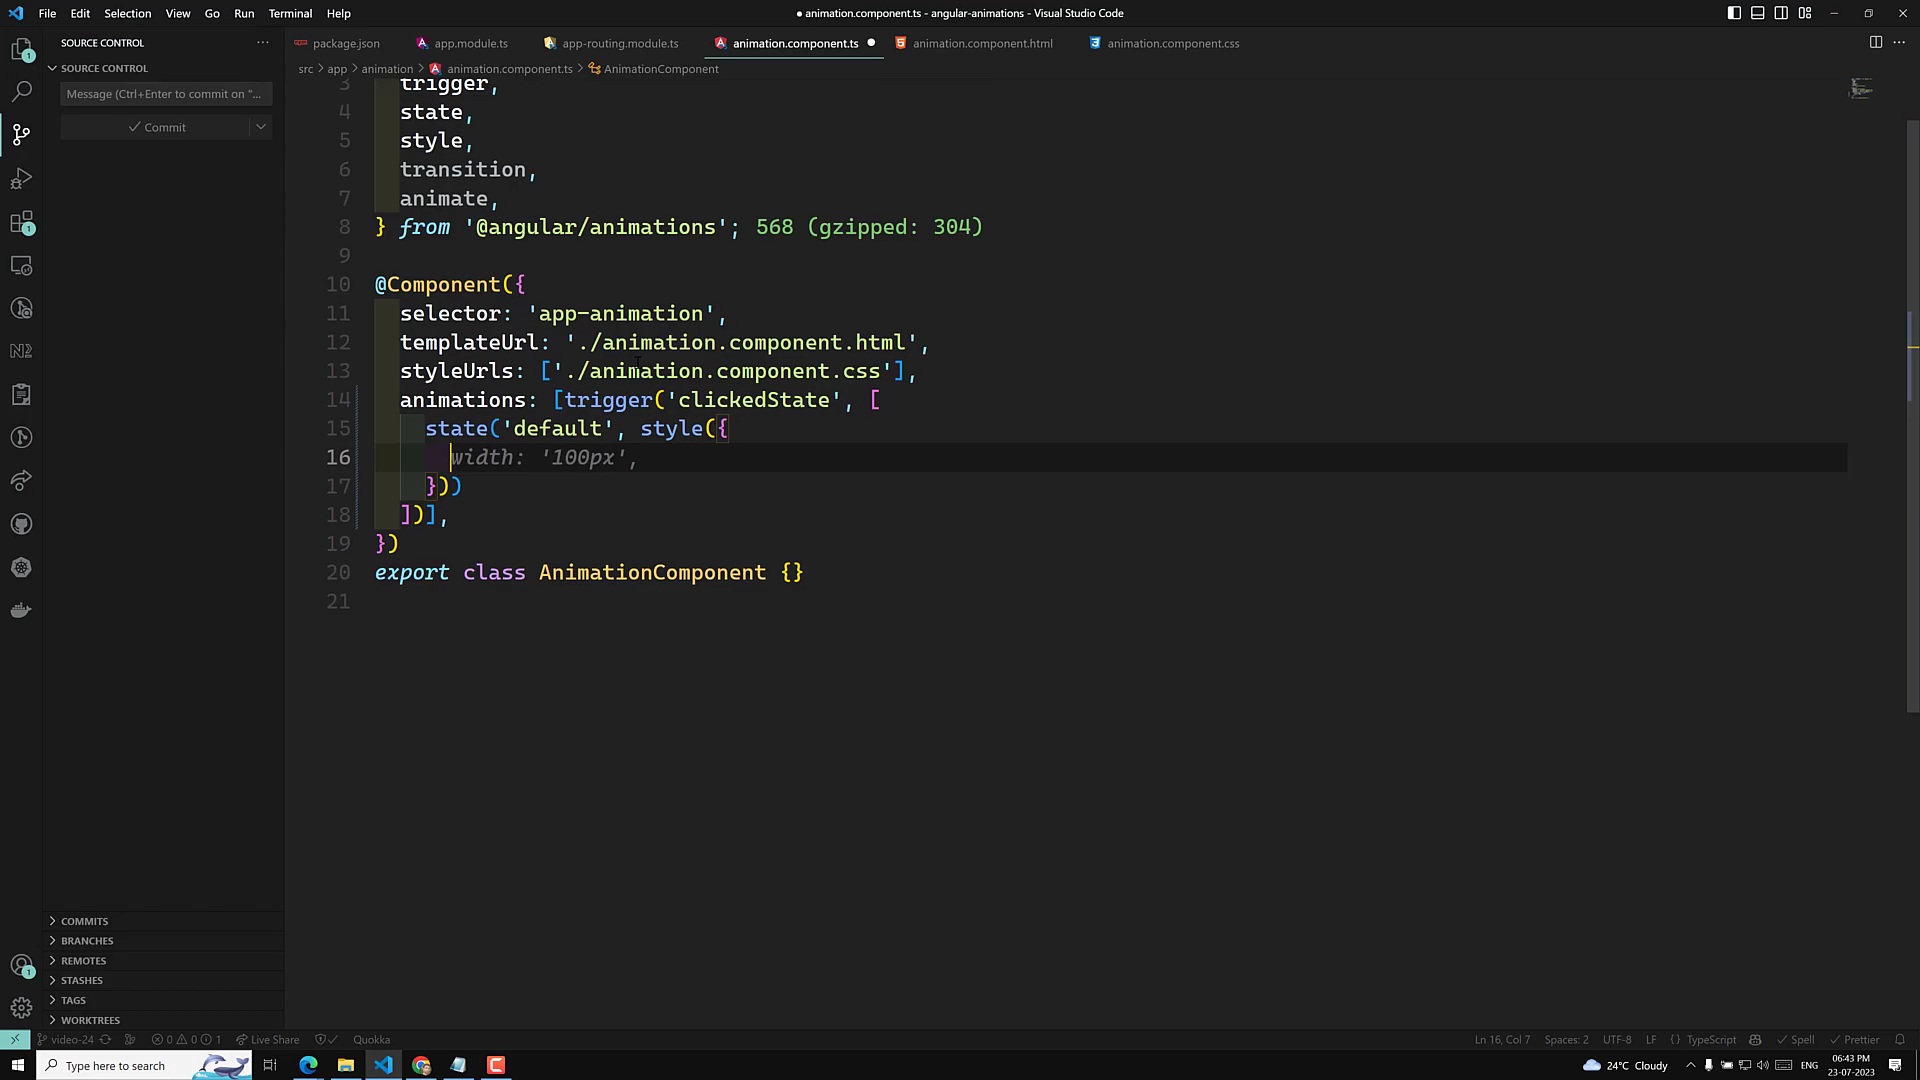 File Edit Selection View Go Run Terminal Help
● animation.component.ts - angular-animations - Visual Studio Code
SOURCE CONTROL
package.json
app.module.ts
app-routing.module.ts
animation.component.ts
animation.component.html
animation.component.css
SOURCE CONTROL
src > app > animation > animation.component.ts > AnimationComponent
Message (Ctrl+Enter to commit on "...
Commit
3 trigger,
4 state,
5 style,
6 transition,
7 animate,
8 } from '@angular/animations'; 568 (gzipped: 304)
9
10 @Component({
11 selector: 'app-animation',
12 templateUrl: './animation.component.html',
13 styleUrls: ['./animation.component.css'],
14 animations: [trigger('clickedState', [
15 state('default', style({
16 width: '100px',
17 }))
18 ])],
19 })
20 export class AnimationComponent {}
21
COMMITS
BRANCHES
REMOTES
STASHES
TAGS
WORKTREES
video-24 0 0 1 Live Share Quokka
Ln 16, Col 7 Spaces: 2 UTF-8 LF { } TypeScript Spell Prettier
Type here to search
24°C Cloudy
ENG
06:43 PM
23-07-2023